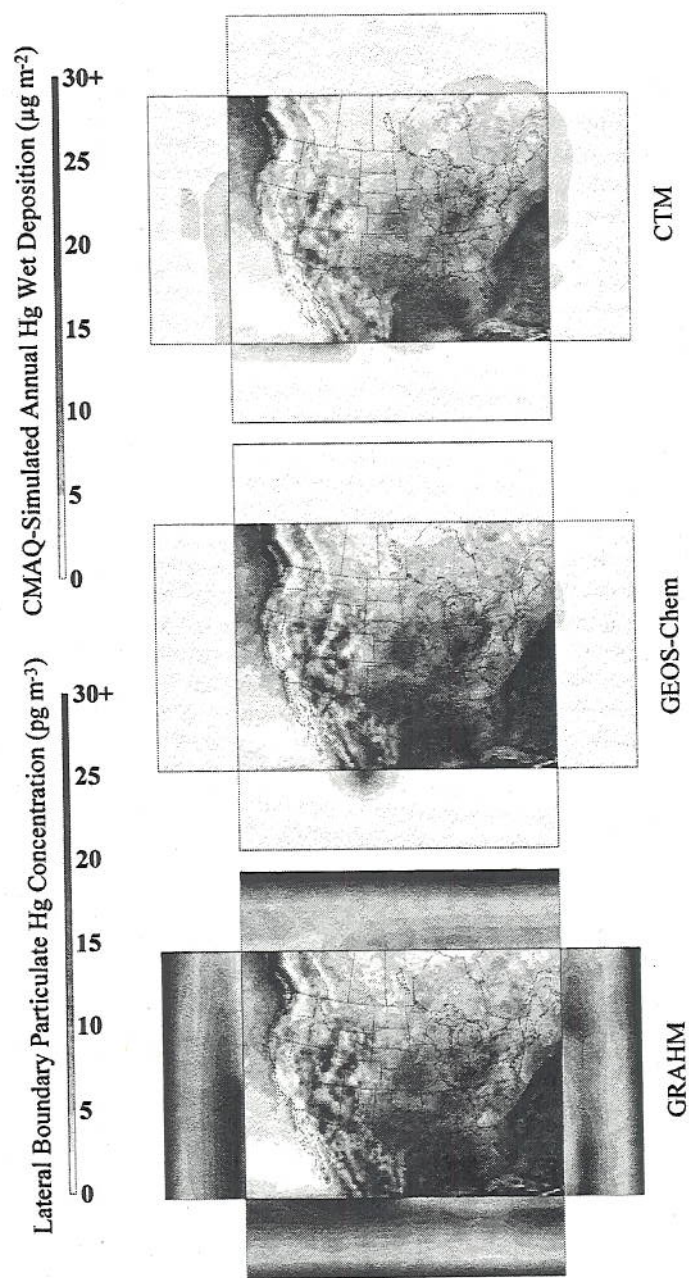 Lateral Boundary Particulate Hg Concentration (pg m-3)
0 5 10 15 20 25 30+
CMAQ-Simulated Annual Hg Wet Deposition (μg m-2)
0 5 10 15 20 25 30+
GRAHM
GEOS-Chem
CTM